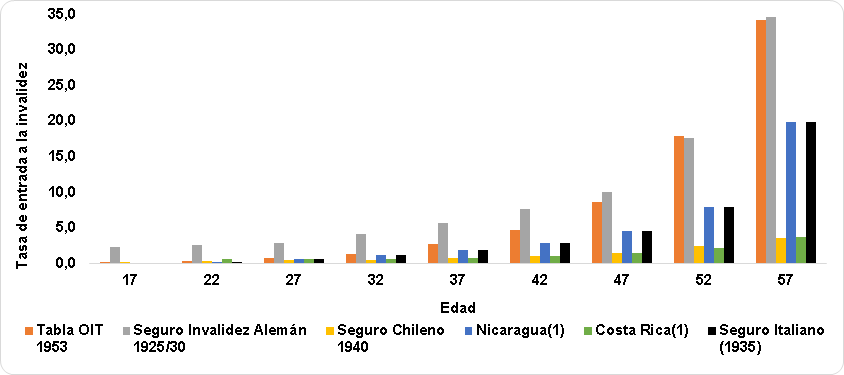 35,0
30,0
25,0
20,0
15,0
10,0
5,0
0,0
Tasa de entrada a la invalidez
17 22 27 32 37 42 47 52 57
Edad
Tabla OIT 1953
Seguro Invalidez Alemán 1925/30
Seguro Chileno 1940
Nicaragua(1)
Costa Rica(1)
Seguro Italiano (1935)